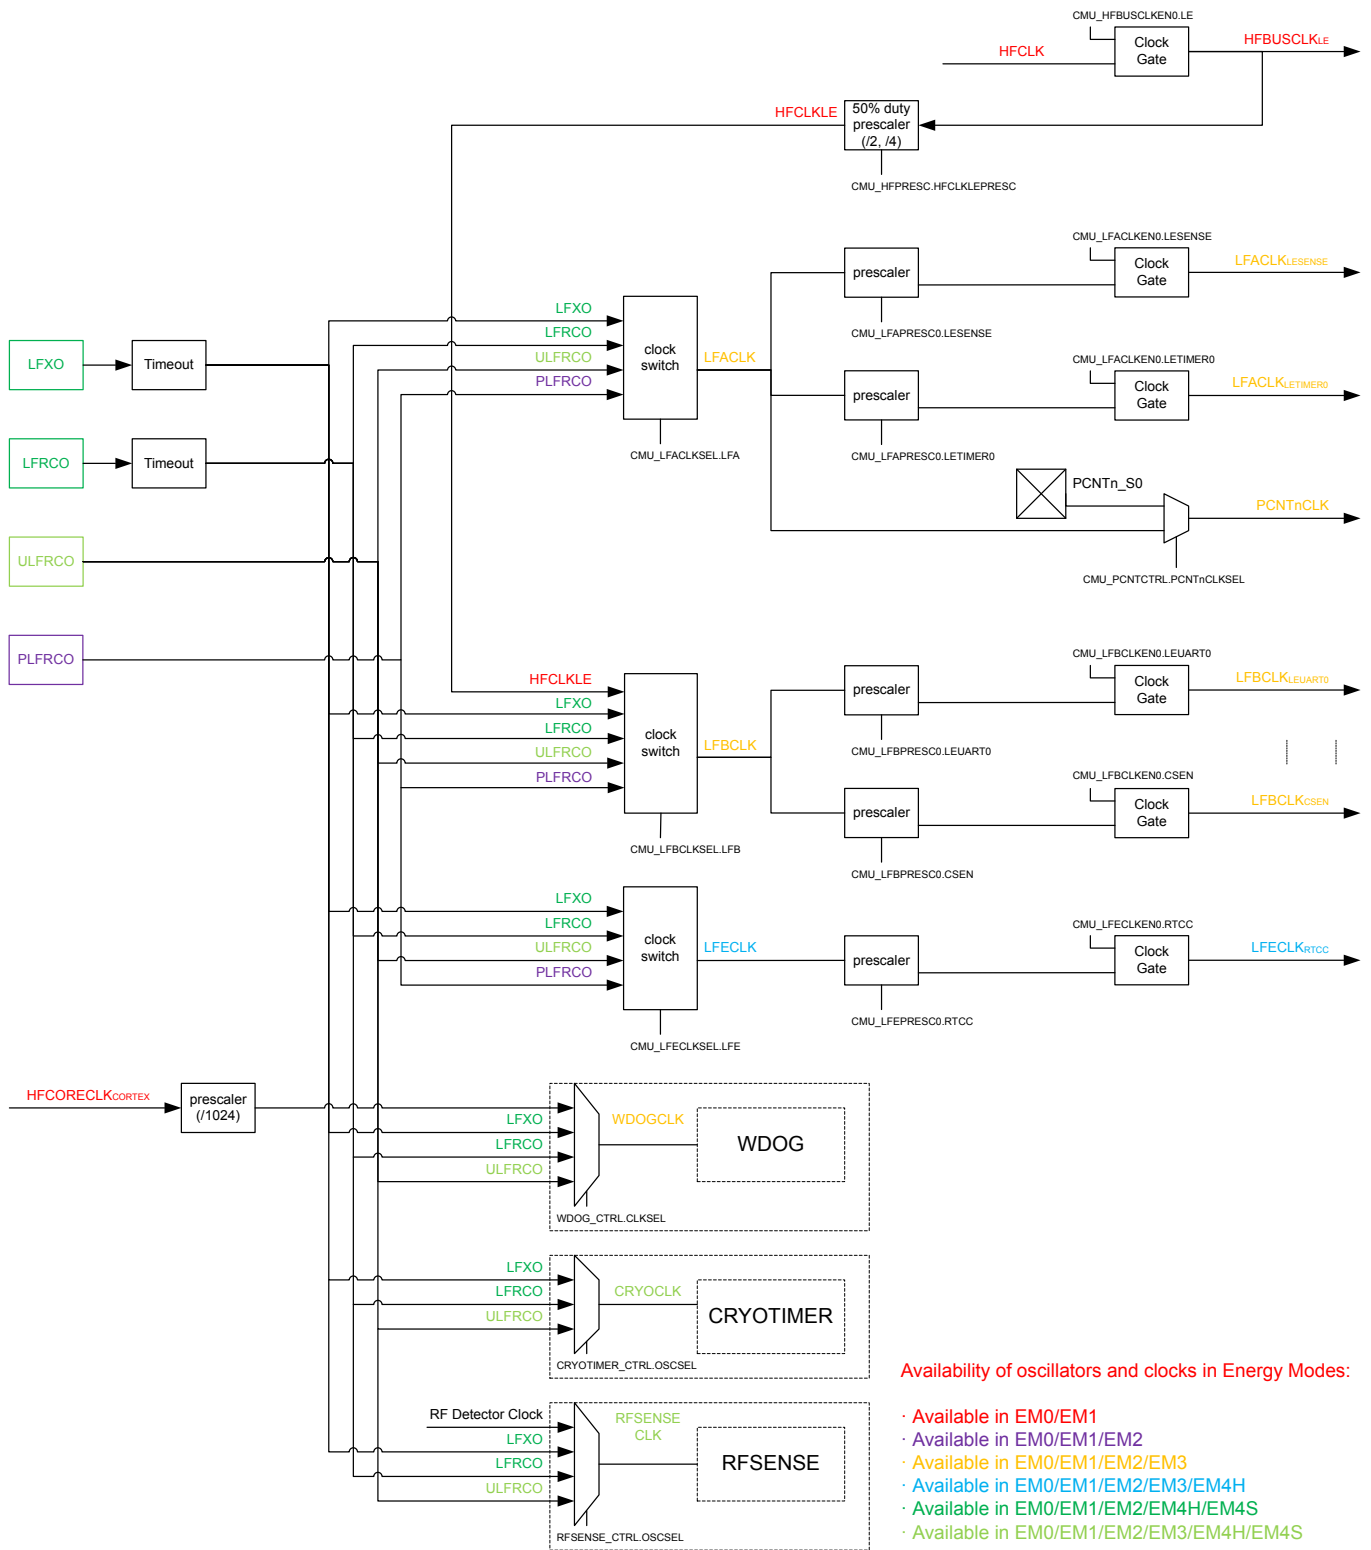 CMU_HFBUSCLKEN0.LE
HFCLK
Clock
Gate
HFBUSCLKLE
HFCLKLE
50% duty
prescaler
(/2, /4)
CMU_HFPRESC.HFCLKLEPRESC
CMU_LFACLKEN0.LESENSE
prescaler
Clock
Gate
LFACLKLESENSE
CMU_LFAPRESC0.LESENSE
LFXO
LFRCO
ULFRCO
PLFRCO
clock
switch
LFACLK
CMU_LFACLKSEL.LFA
LFXO
Timeout
CMU_LFACLKEN0.LETIMER0
prescaler
Clock
Gate
LFACLKLETIMER0
CMU_LFAPRESC0.LETIMER0
LFRCO
Timeout
PCNTn_S0
PCNTnCLK
CMU_PCNTCTRL.PCNTnCLKSEL
ULFRCO
PLFRCO
CMU_LFBCLKEN0.LEUART0
prescaler
Clock
Gate
LFBCLKLEUART0
CMU_LFBPRESC0.LEUART0
HFCLKLE
LFXO
LFRCO
ULFRCO
PLFRCO
clock
switch
LFBCLK
CMU_LFBCLKSEL.LFB
CMU_LFBCLKEN0.CSEN
prescaler
Clock
Gate
LFBCLKCSEN
CMU_LFBPRESC0.CSEN
LFXO
LFRCO
ULFRCO
PLFRCO
clock
switch
LFECLK
CMU_LFECLKSEL.LFE
CMU_LFECLKEN0.RTCC
prescaler
Clock
Gate
LFECLKRTCC
CMU_LFEPRESC0.RTCC
HFCORECLKCORTEX
prescaler
(/1024)
LFXO
LFRCO
ULFRCO
WDOGCLK
WDOG
WDOG_CTRL.CLKSEL
LFXO
LFRCO
ULFRCO
CRYOCLK
CRYOTIMER
CRYOTIMER_CTRL.OSCSEL
RF Detector Clock
LFXO
LFRCO
ULFRCO
RFSENSE
CLK
RFSENSE
RFSENSE_CTRL.OSCSEL
Availability of oscillators and clocks in Energy Modes:
· Available in EM0/EM1
· Available in EM0/EM1/EM2
· Available in EM0/EM1/EM2/EM3
· Available in EM0/EM1/EM2/EM3/EM4H
· Available in EM0/EM1/EM2/EM4H/EM4S
· Available in EM0/EM1/EM2/EM3/EM4H/EM4S